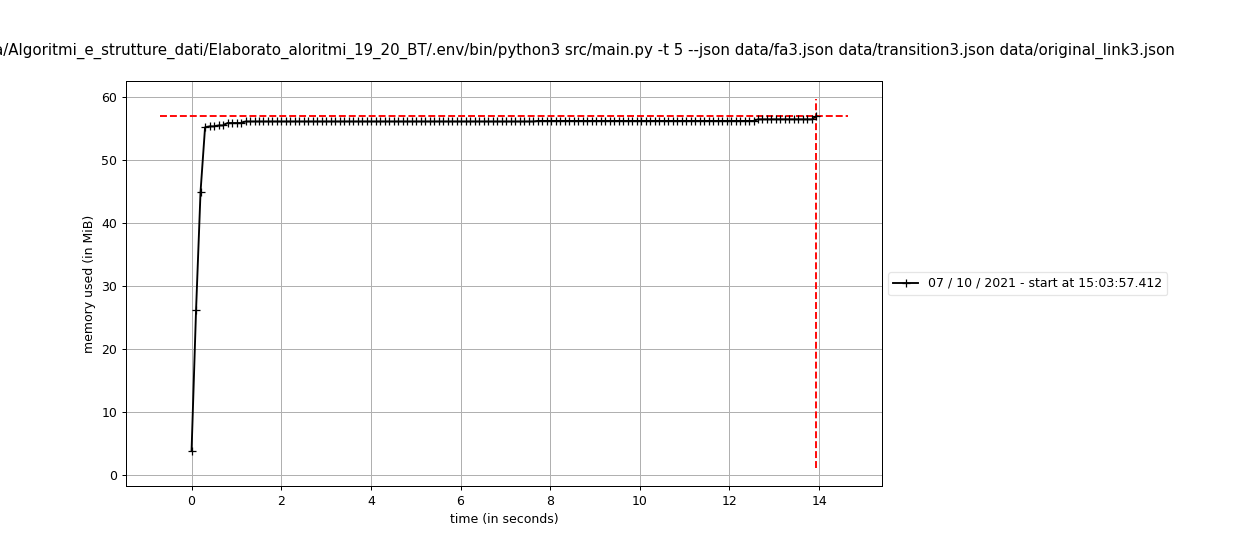 /Algoritmi_e_strutture_dati/Elaborato_aloritmi_19_20_BT/.env/bin/python3 src/main.py -t 5 --json data/fa3.json data/transition3.json data/original_link3.json
60
50
40
30
20
10
0
memory used (in MiB)
0 2 4 6 8 10 12 14
time (in seconds)
07 / 10 / 2021 - start at 15:03:57.412